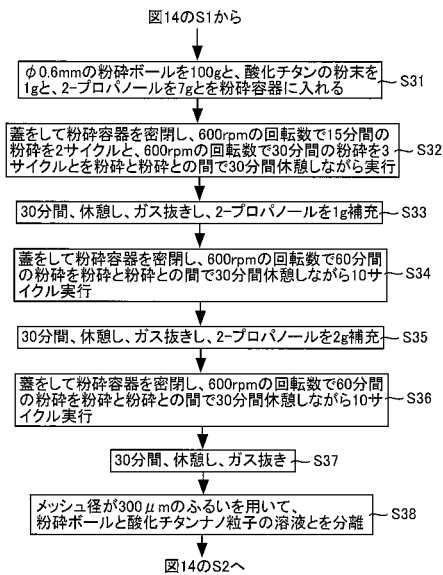 図14のS1から
φ0.6mmの粉砕ボールを100gと、酸化チタンの粉末を
1gと、2-プロパノールを7gとを粉砕容器に入れる
S31
蓋をして粉砕容器を密閉し、600rpmの回転数で15分間の
粉砕を2サイクルと、600rpmの回転数で30分間の粉砕を3
サイクルとを粉砕と粉砕との間で30分間休憩しながら実行
S32
30分間、休憩し、ガス抜きし、2-プロパノールを1g補充
S33
蓋をして粉砕容器を密閉し、600rpmの回転数で60分間
の粉砕を粉砕と粉砕との間で30分間休憩しながら10サイ
クル実行
S34
30分間、休憩し、ガス抜きし、2-プロパノールを2g補充
S35
蓋をして粉砕容器を密閉し、600rpmの回転数で60分間
の粉砕を粉砕と粉砕との間で30分間休憩しながら10サイ
クル実行
S36
30分間、休憩し、ガス抜き
S37
メッシュ径が300μmのふるいを用いて、
粉砕ボールと酸化チタンナノ粒子の溶液とを分離
S38
図14のS2へ